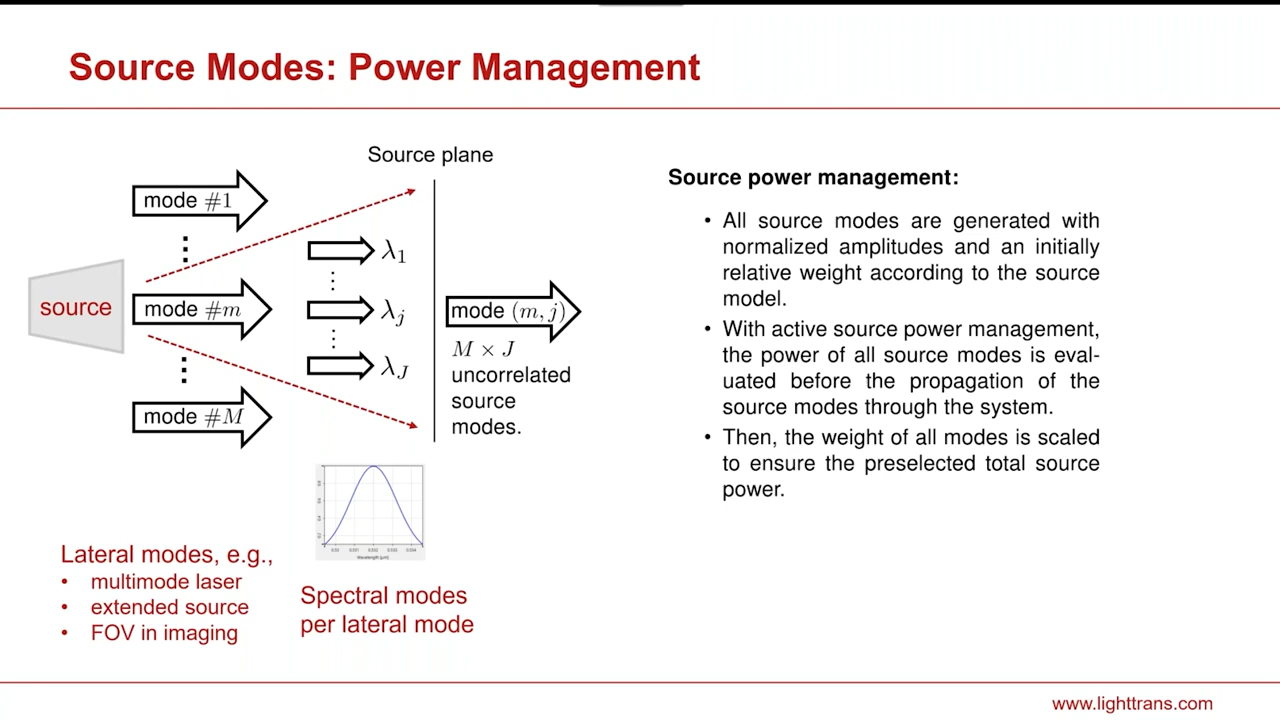 Source Modes: Power Management
Source plane
mode #1
⋮
source
mode #m
⋮
mode #M
λ₁
⋮
λⱼ
⋮
λ_J
mode (m, j)
M × J
uncorrelated
source
modes.
Wavelength [µm]
Lateral modes, e.g.,
• multimode laser
• extended source
• FOV in imaging
Spectral modes
per lateral mode
Source power management:
• All source modes are generated with
normalized amplitudes and an initially
relative weight according to the source
model.
• With active source power management,
the power of all source modes is eval-
uated before the propagation of the
source modes through the system.
• Then, the weight of all modes is scaled
to ensure the preselected total source
power.
www.lighttrans.com